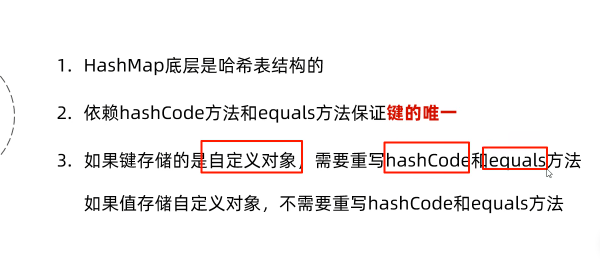 1. HashMap底层是哈希表结构的
2. 依赖hashCode方法和equals方法保证键的唯一
3. 如果键存储的是自定义对象，需要重写hashCode和equals方法
如果值存储自定义对象，不需要重写hashCode和equals方法